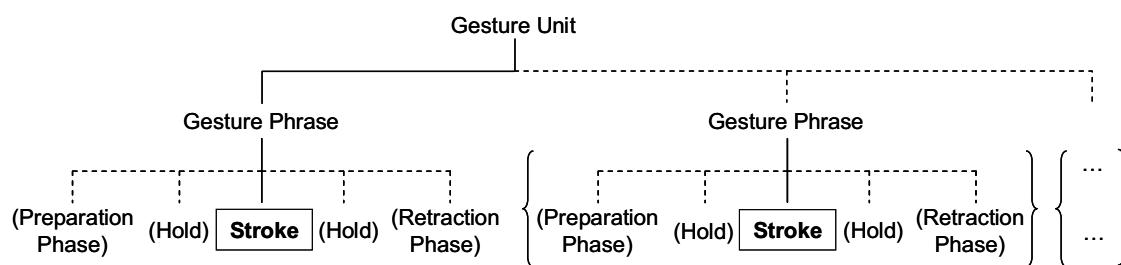 Gesture Unit
Gesture Phrase Gesture Phrase
(Preparation Phase) (Hold) Stroke (Hold) (Retraction Phase) (Preparation Phase) (Hold) Stroke (Hold) (Retraction Phase)
...
...